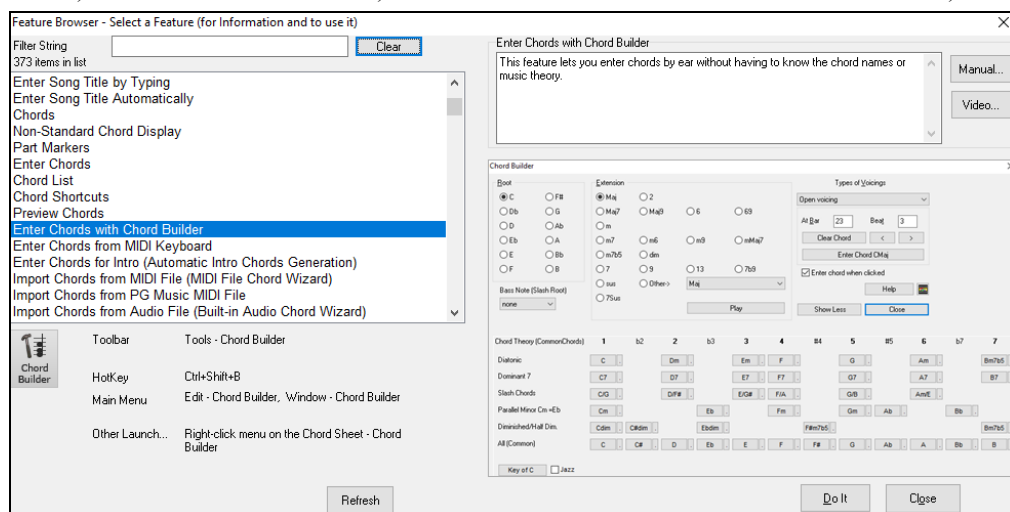 Feature Browser - Select a Feature (for Information and to use it)
Filter String
Clear
373 items in list
Enter Song Title by Typing
Enter Song Title Automatically
Chords
Non-Standard Chord Display
Part Markers
Enter Chords
Chord List
Chord Shortcuts
Preview Chords
Enter Chords with Chord Builder
Enter Chords from MIDI Keyboard
Enter Chords for Intro (Automatic Intro Chords Generation)
Import Chords from MIDI File (MIDI File Chord Wizard)
Import Chords from PG Music MIDI File
Import Chords from Audio File (Built-in Audio Chord Wizard)
Chord Builder
Toolbar Tools - Chord Builder
HotKey Ctrl+Shift+B
Main Menu Edit - Chord Builder, Window - Chord Builder
Other Launch... Right-click menu on the Chord Sheet - Chord
Builder
Refresh
Enter Chords with Chord Builder
This feature lets you enter chords by ear without having to know the chord names or
music theory.
Manual...
Video...
Chord Builder
Root Extension Types of Voicings
C F# Maj 2 Open voicing
Db G Maj7 Maj9 6 69
D Ab m At Bar 23 Beat 3
Eb A m7 m6 m9 mMaj7 Clear Chord < >
E Bb m7b5 dm Enter Chord CMaj
F B 7 9 13 7b9 Enter chord when clicked
Bass Note (Slash Root) sus Other-> Maj Help
none 7Sus Play Show Less Close
Chord Theory (CommonChords) 1 b2 2 b3 3 4 #4 5 #5 6 b7 7
Diatonic C Dm Em F G Am Bm7b5
Dominant 7 C7 D7 E7 F7 G7 A7 B7
Slash Chords C/G D/F# E/G# F/A G/B Am/E
Parallel Minor Cm =Eb Cm Eb Fm Gm Ab Bb
Diminished/Half Dim. Cdim C#dim Ebdim F#m7b5 Bm7b5
All (Common) C C# D Eb E F F# G Ab A Bb B
Key of C Jazz
Do It Close